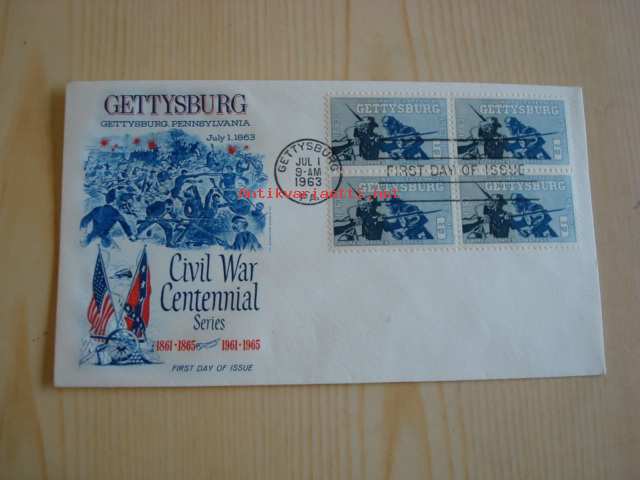 GETTYSBURG
GETTYSBURG, PENNSYLVANIA
July 1, 1863
Civil War
Centennial
Series
1861·1865 1961·1965
FIRST DAY OF ISSUE
GETTYSBURG
JUL 1
9-AM
1963
PA.
FIRST DAY OF ISSUE
GETTYSBURG
GETTYSBURG
GETTYSBURG
GETTYSBURG
Antikvariaatti.net